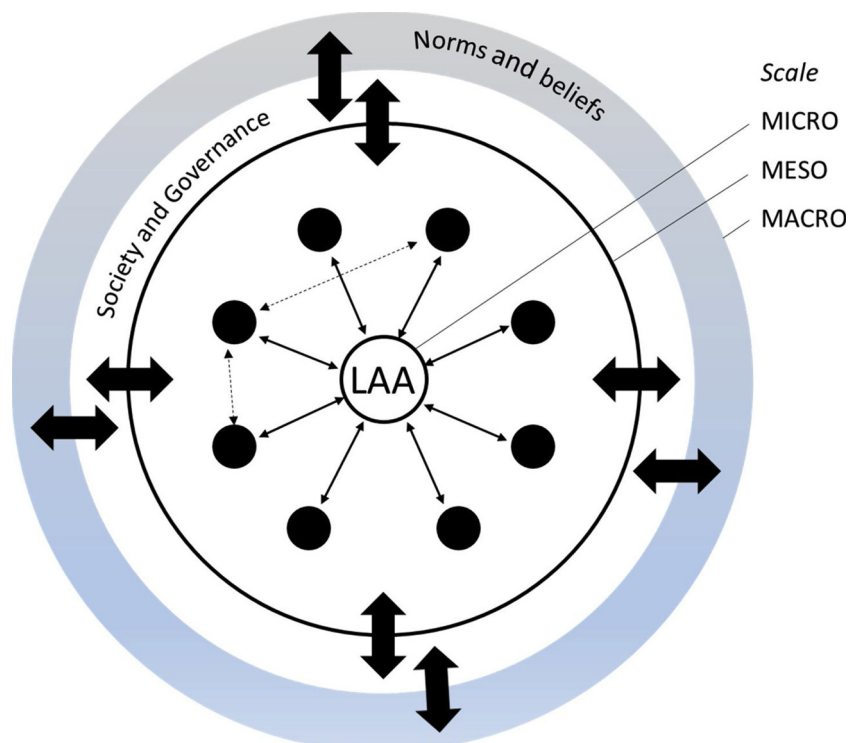 Norms and beliefs
Society and Governance
Scale
MICRO
MESO
MACRO
LAA